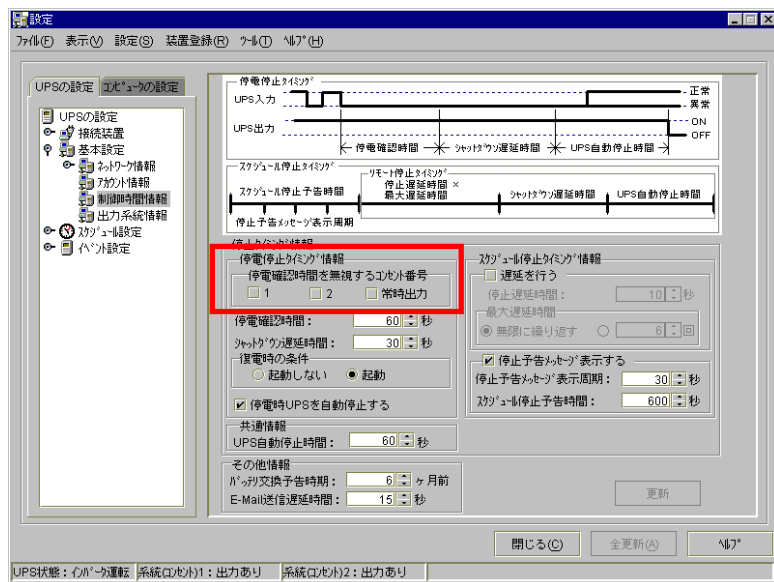 設定
ﾌｧｲﾙ(F) 表示(V) 設定(S) 装置登録(R) ﾂｰﾙ(T) ﾍﾙﾌﾟ(H)
UPSの設定 ｺﾝﾋﾟｭｰﾀの設定
UPSの設定
接続装置
基本設定
ﾈｯﾄﾜｰｸ情報
ｱｶｳﾝﾄ情報
制御時間情報
出力系統情報
ｽｹｼﾞｭｰﾙ設定
ｲﾍﾞﾝﾄ設定
停電停止ﾀｲﾐﾝｸﾞ
UPS入力
正常
異常
UPS出力
ON
OFF
停電確認時間
ｼｬｯﾄﾀﾞｳﾝ遅延時間
UPS自動停止時間
ｽｹｼﾞｭｰﾙ停止ﾀｲﾐﾝｸﾞ
ﾘﾓｰﾄ停止ﾀｲﾐﾝｸﾞ
スケジュール停止予告時間
停止遅延時間 ×
最大遅延時間
ｼｬｯﾄﾀﾞｳﾝ遅延時間
UPS自動停止時間
停止予告ﾒｯｾｰｼﾞ表示周期
停止ﾀｲﾐﾝｸﾞ情報
停電停止ﾀｲﾐﾝｸﾞ情報
停電確認時間を無視するｺﾝｾﾝﾄ番号
1 2 常時出力
停電確認時間： 60 秒
ｼｬｯﾄﾀﾞｳﾝ遅延時間： 30 秒
復電時の条件
起動しない 起動
停電時UPSを自動停止する
共通情報
UPS自動停止時間： 60 秒
ｽｹｼﾞｭｰﾙ停止ﾀｲﾐﾝｸﾞ情報
遅延を行う
停止遅延時間： 10 秒
最大遅延時間
無限に繰り返す 6 回
停止予告ﾒｯｾｰｼﾞ表示する
停止予告ﾒｯｾｰｼﾞ表示周期： 30 秒
ｽｹｼﾞｭｰﾙ停止予告時間： 600 秒
その他情報
ﾊﾞｯﾃﾘ交換予告時期： 6 ヶ月前
E-Mail送信遅延時間： 15 秒
更新
閉じる(C) 全更新(A) ﾍﾙﾌﾟ
UPS状態：ｲﾝﾊﾞｰﾀ運転 系統(ｺﾝｾﾝﾄ)1：出力あり 系統(ｺﾝｾﾝﾄ)2：出力あり